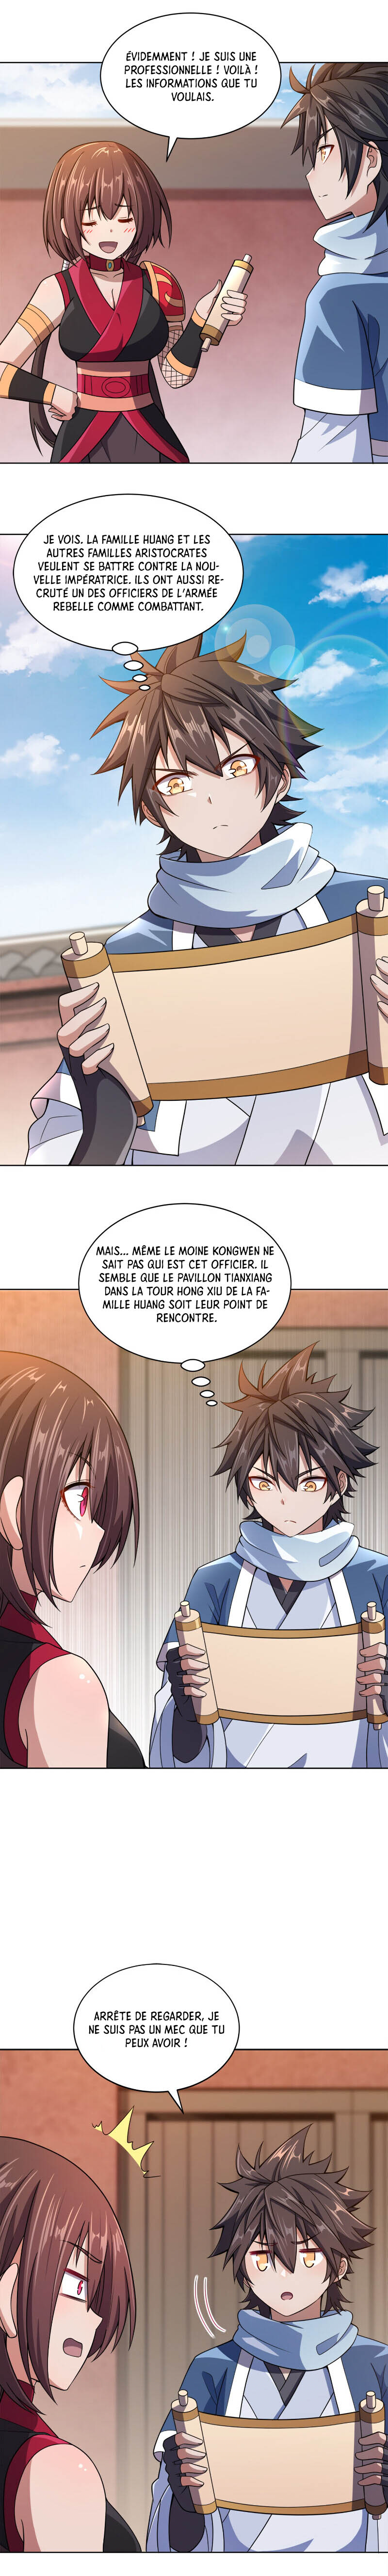 ÉVIDEMMENT ! JE SUIS UNE
PROFESSIONNELLE ! VOILÀ !
LES INFORMATIONS QUE TU
VOULAIS.
JE VOIS. LA FAMILLE HUANG ET LES
AUTRES FAMILLES ARISTOCRATES
VEULENT SE BATTRE CONTRE LA NOU-
VELLE IMPÉRATRICE. ILS ONT AUSSI RE-
CRUTÉ UN DES OFFICIERS DE L'ARMÉE
REBELLE COMME COMBATTANT.
MAIS... MÊME LE MOINE KONGWEN NE
SAIT PAS QUI EST CET OFFICIER. IL
SEMBLE QUE LE PAVILLON TIANXIANG
DANS LA TOUR HONG XIU DE LA FA-
MILLE HUANG SOIT LEUR POINT DE
RENCONTRE.
ARRÊTE DE REGARDER, JE
NE SUIS PAS UN MEC QUE TU
PEUX AVOIR !